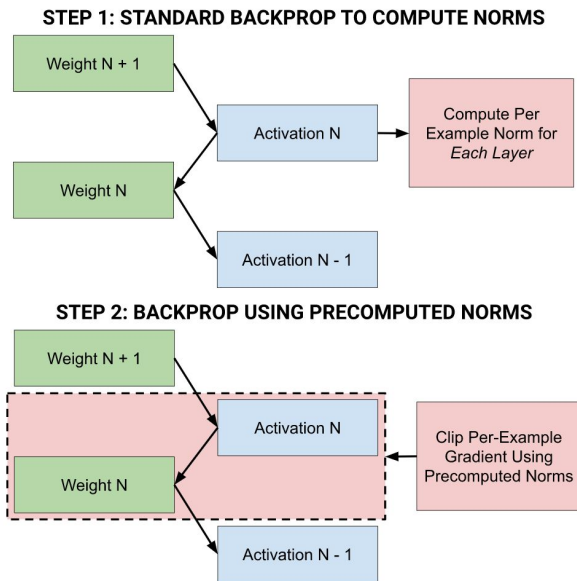 STEP 1: STANDARD BACKPROP TO COMPUTE NORMS
Weight N + 1
Activation N
Compute Per
Example Norm for
Each Layer
Weight N
Activation N - 1
STEP 2: BACKPROP USING PRECOMPUTED NORMS
Weight N + 1
Activation N
Clip Per-Example
Gradient Using
Precomputed Norms
Weight N
Activation N - 1